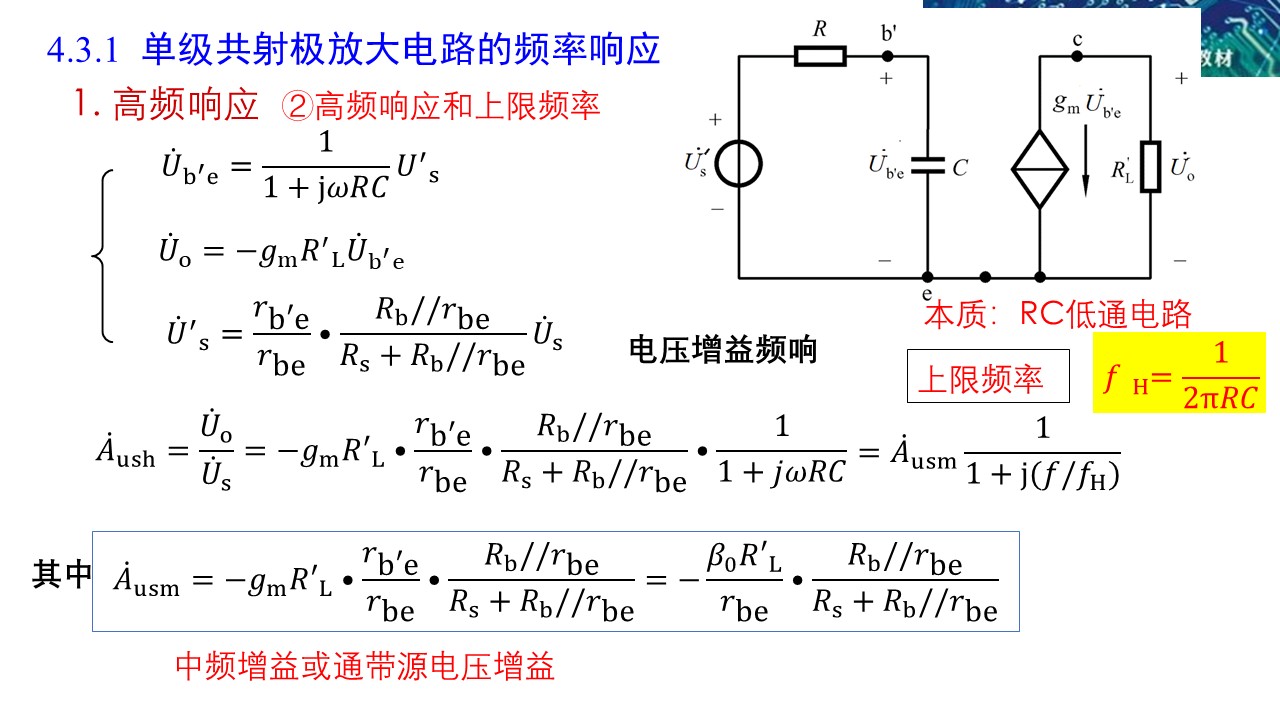 4.3.1 单级共射极放大电路的频率响应
教材
1. 高频响应 ②高频响应和上限频率
U̇b′e = 1/(1 + jωRC) U′s
U̇o = −gmR′LU̇b′e
U̇′s = rb′e/rbe • Rb//rbe/(Rs + Rb//rbe) U̇s
R b' c
+ + + gmU̇b'e
U̇s′ U̇b'e C R'L U̇o
− − −
e
本质：RC低通电路
电压增益频响
上限频率 f H= 1/(2πRC)
Ȧush = U̇o/U̇s = −gmR′L • rb′e/rbe • Rb//rbe/(Rs + Rb//rbe) • 1/(1 + jωRC) = Ȧusm 1/(1 + j(f/fH))
其中 Ȧusm = −gmR′L • rb′e/rbe • Rb//rbe/(Rs + Rb//rbe) = − β0R′L/rbe • Rb//rbe/(Rs + Rb//rbe)
中频增益或通带源电压增益